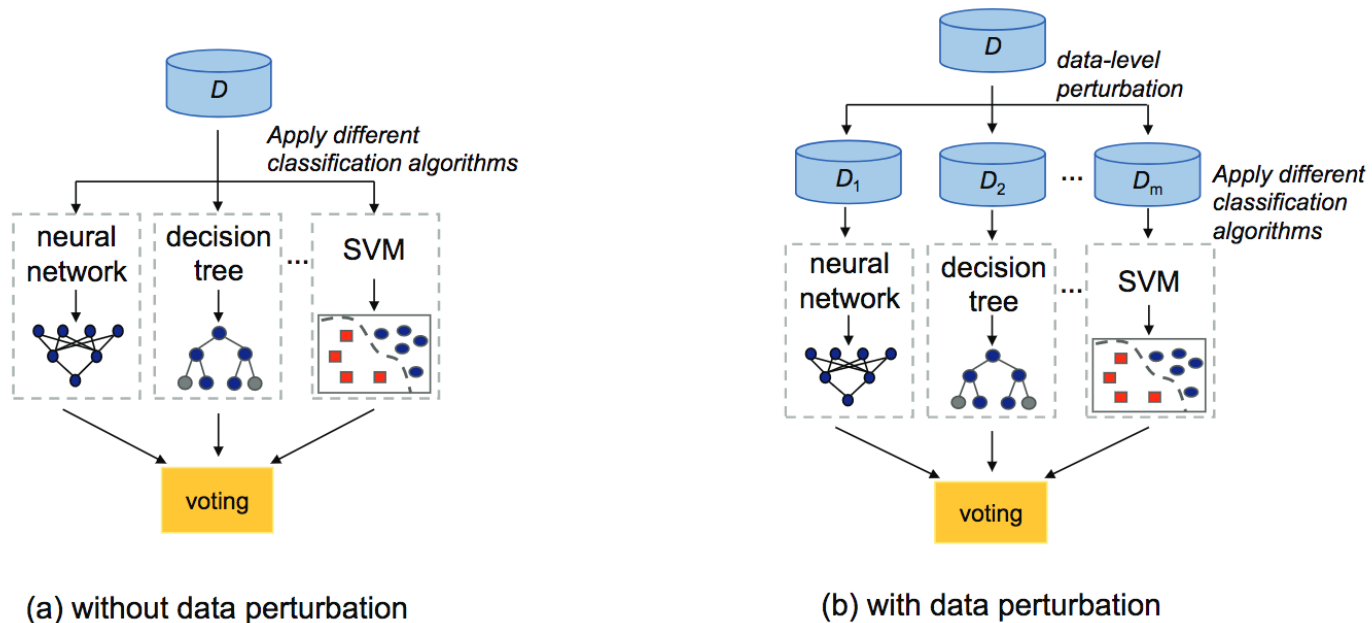 D
Apply different
classification algorithms
neural
network
decision
tree
...
SVM
voting
(a) without data perturbation
D
data-level
perturbation
D1
D2
...
Dm
Apply different
classification
algorithms
neural
network
decision
tree
...
SVM
voting
(b) with data perturbation